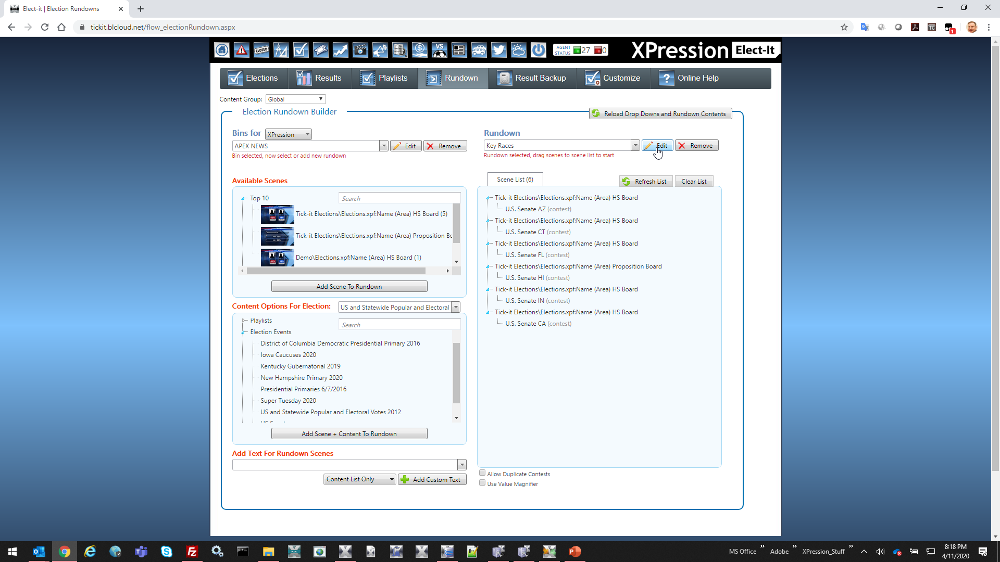 Elect-it | Election Rundowns
tickit.blcloud.net/flow_electionRundown.aspx
TC
1
CLOSED
VS
AGENT STATUS 27 0
XPression Elect-It
Elections Results Playlists Rundown Result Backup Customize Online Help
Content Group: Global
Election Rundown Builder
Reload Drop Downs and Rundown Contents
Bins for XPression
APEX NEWS Edit Remove
Bin selected, now select or add new rundown
Rundown
Key Races Edit Remove
Rundown selected, drag scenes to scene list to start
Available Scenes
Top 10 Search
Tick-it Elections\Elections.xpf:Name (Area) HS Board (5)
Tick-it Elections\Elections.xpf:Name (Area) Proposition Bo
Demo\Elections.xpf:Name (Area) HS Board (1)
Add Scene To Rundown
Content Options For Election: US and Statewide Popular and Electoral
Playlists Search
Election Events
District of Columbia Democratic Presidential Primary 2016
Iowa Caucuses 2020
Kentucky Gubernatorial 2019
New Hampshire Primary 2020
Presidential Primaries 6/7/2016
Super Tuesday 2020
US and Statewide Popular and Electoral Votes 2012
Add Scene + Content To Rundown
Add Text For Rundown Scenes
Content List Only Add Custom Text
Scene List (6) Refresh List Clear List
Tick-it Elections\Elections.xpf:Name (Area) HS Board
U.S. Senate AZ (contest)
Tick-it Elections\Elections.xpf:Name (Area) HS Board
U.S. Senate CT (contest)
Tick-it Elections\Elections.xpf:Name (Area) HS Board
U.S. Senate FL (contest)
Tick-it Elections\Elections.xpf:Name (Area) Proposition Board
U.S. Senate HI (contest)
Tick-it Elections\Elections.xpf:Name (Area) HS Board
U.S. Senate IN (contest)
Tick-it Elections\Elections.xpf:Name (Area) HS Board
U.S. Senate CA (contest)
Allow Duplicate Contests
Use Value Magnifier
MS Office Adobe XPression_Stuff
8:18 PM
4/11/2020